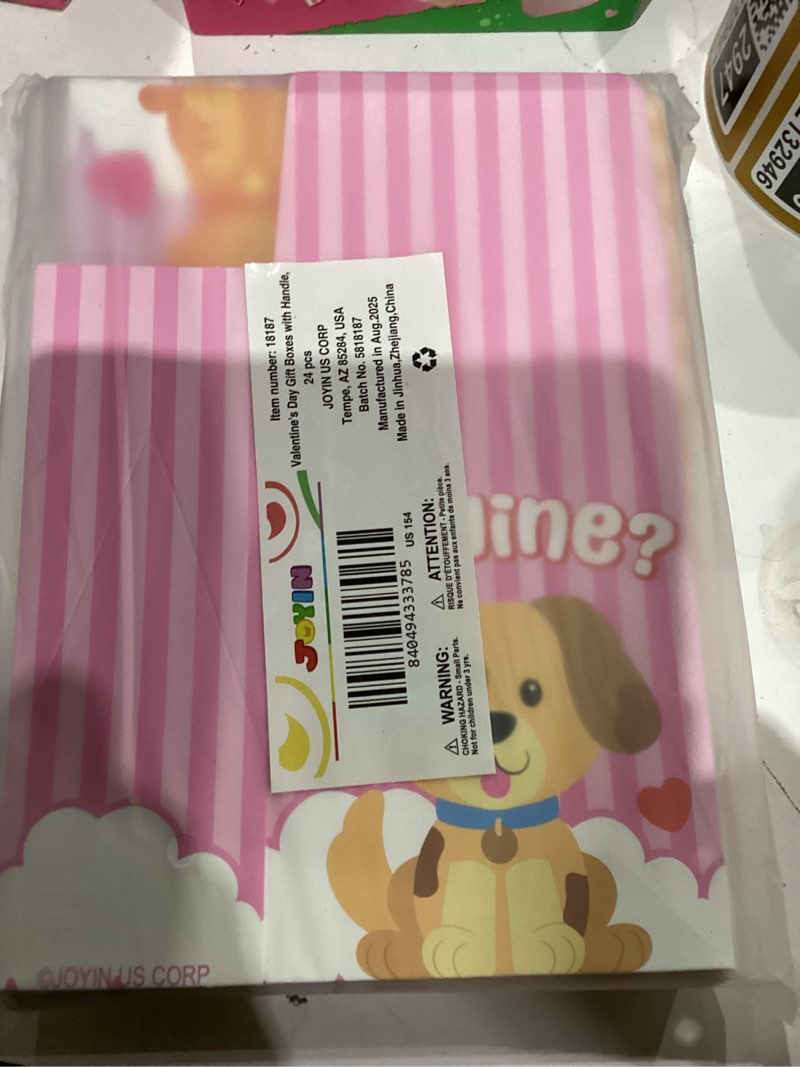 Item number: 18187
Valentine's Day Gift Boxes with Handle,
24 pcs
JOYIN US CORP
Tempe, AZ 85284, USA
Batch No. 5818187
Manufactured in Aug.2025
Made in Jinhua,Zhejiang,China
JOYIN
840494333785 US 154
WARNING:
CHOKING HAZARD - Small Parts.
Not for children under 3 yrs.
ATTENTION:
RISQUE D'ÉTOUFFEMENT - Petite pièce.
Ne convient pas aux enfants de moins 3 ans.
ine?
©JOYIN US CORP
2947
132946